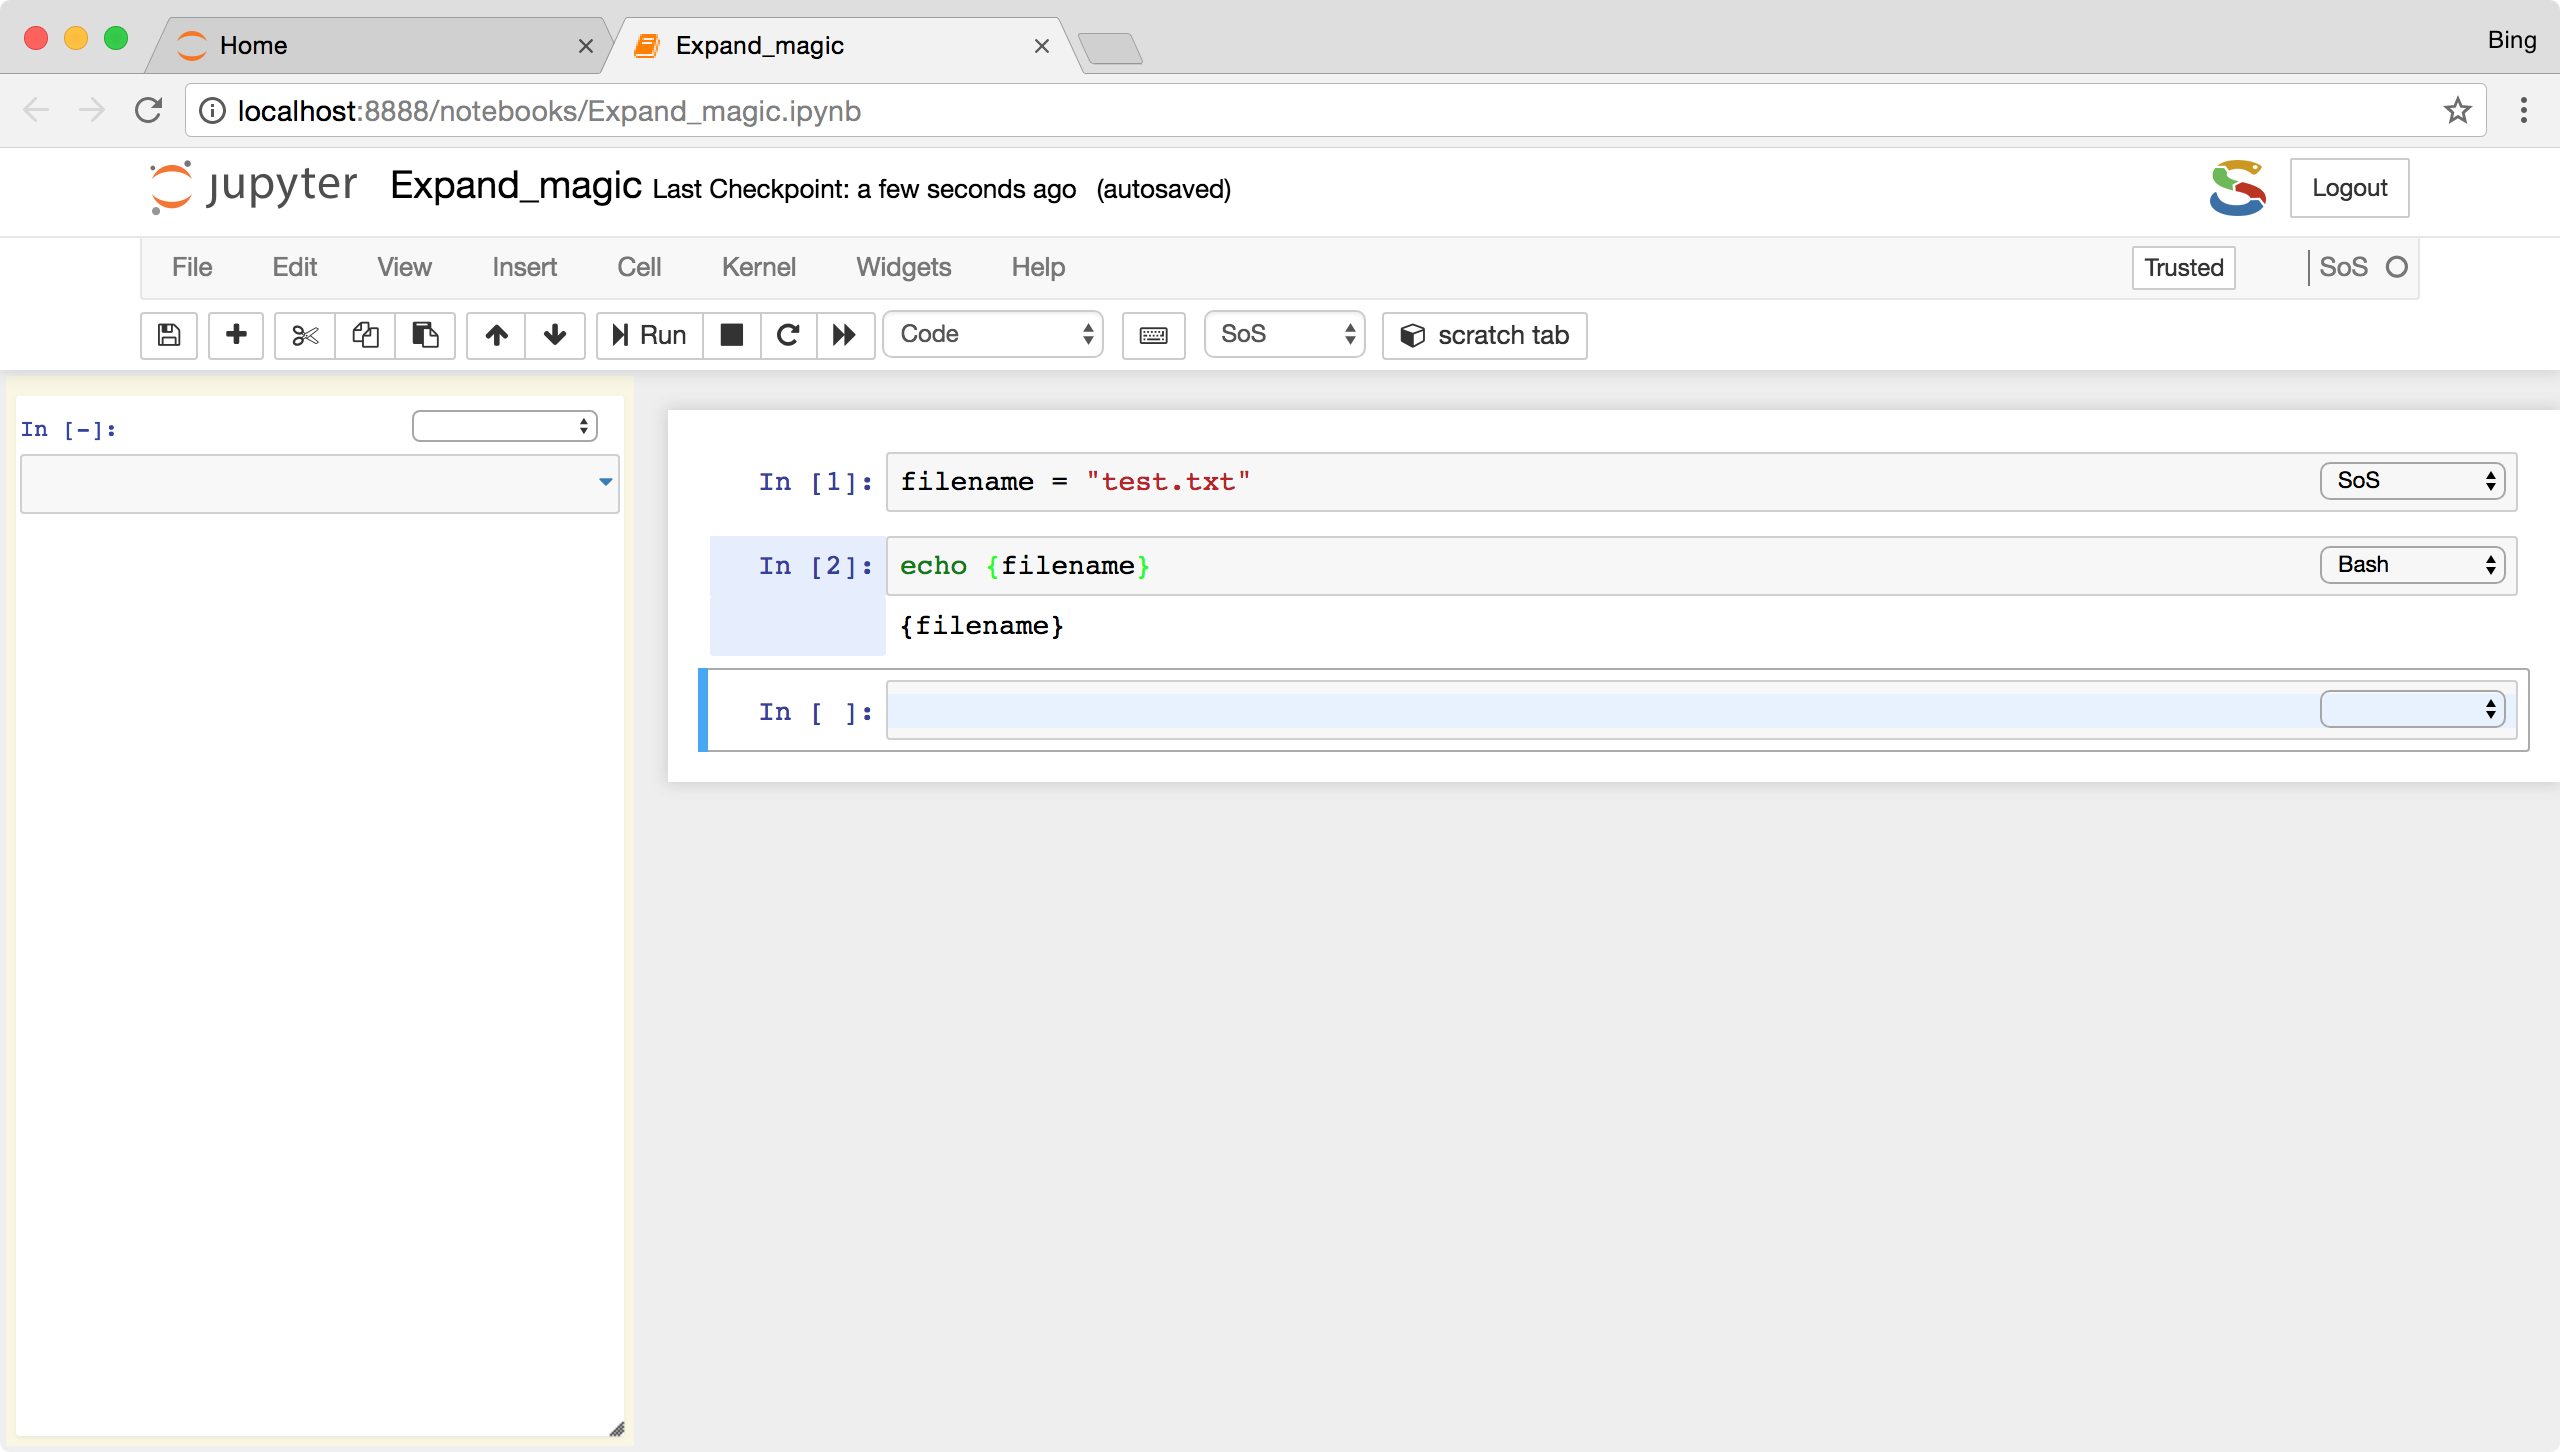 Home
Expand_magic
Bing
localhost:8888/notebooks/Expand_magic.ipynb
jupyter Expand_magic Last Checkpoint: a few seconds ago (autosaved)
Logout
File Edit View Insert Cell Kernel Widgets Help
Trusted
SoS
Run
Code
SoS
scratch tab
In [-]:
In [1]: filename = "test.txt"
SoS
In [2]: echo {filename}
Bash
{filename}
In [ ]: